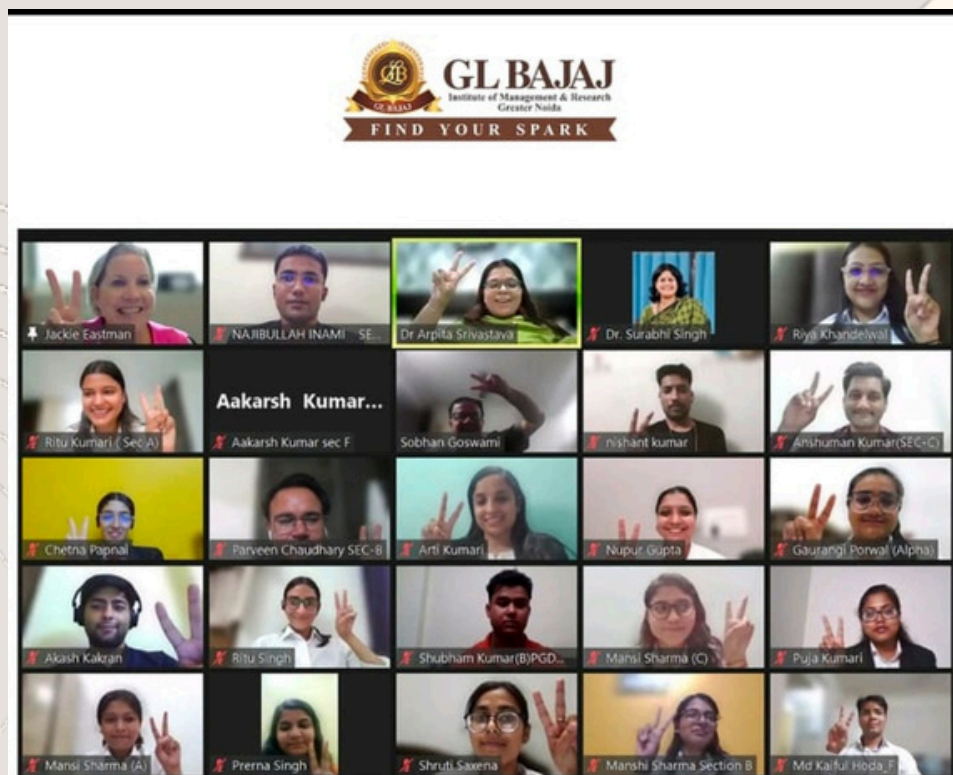 GLB
GL BAJAJ
GL BAJAJ
Institute of Management & Research
Greater Noida
FIND YOUR SPARK
Jackie Eastman
NAJIBULLAH INAMI SE...
Dr Arpita Srivastava
Dr. Surabhi Singh
Riya Khandelwal
Ritu Kumari ( Sec A)
Aakarsh Kumar...
Aakarsh Kumar sec F
Sobhan Goswami
nishant kumar
Anshuman Kumar(SEC-C)
Chetna Papnai
Parveen Chaudhary SEC-B
Arti Kumari
Nupur Gupta
Gaurangi Porwal (Alpha)
Akash Kakran
Ritu Singh
Shubham Kumar(B)PGD...
Mansi Sharma (C)
Puja Kumari
Mansi Sharma (A)
Prerna Singh
Shruti Saxena
Manshi Sharma Section B
Md Kaiful Hoda_F